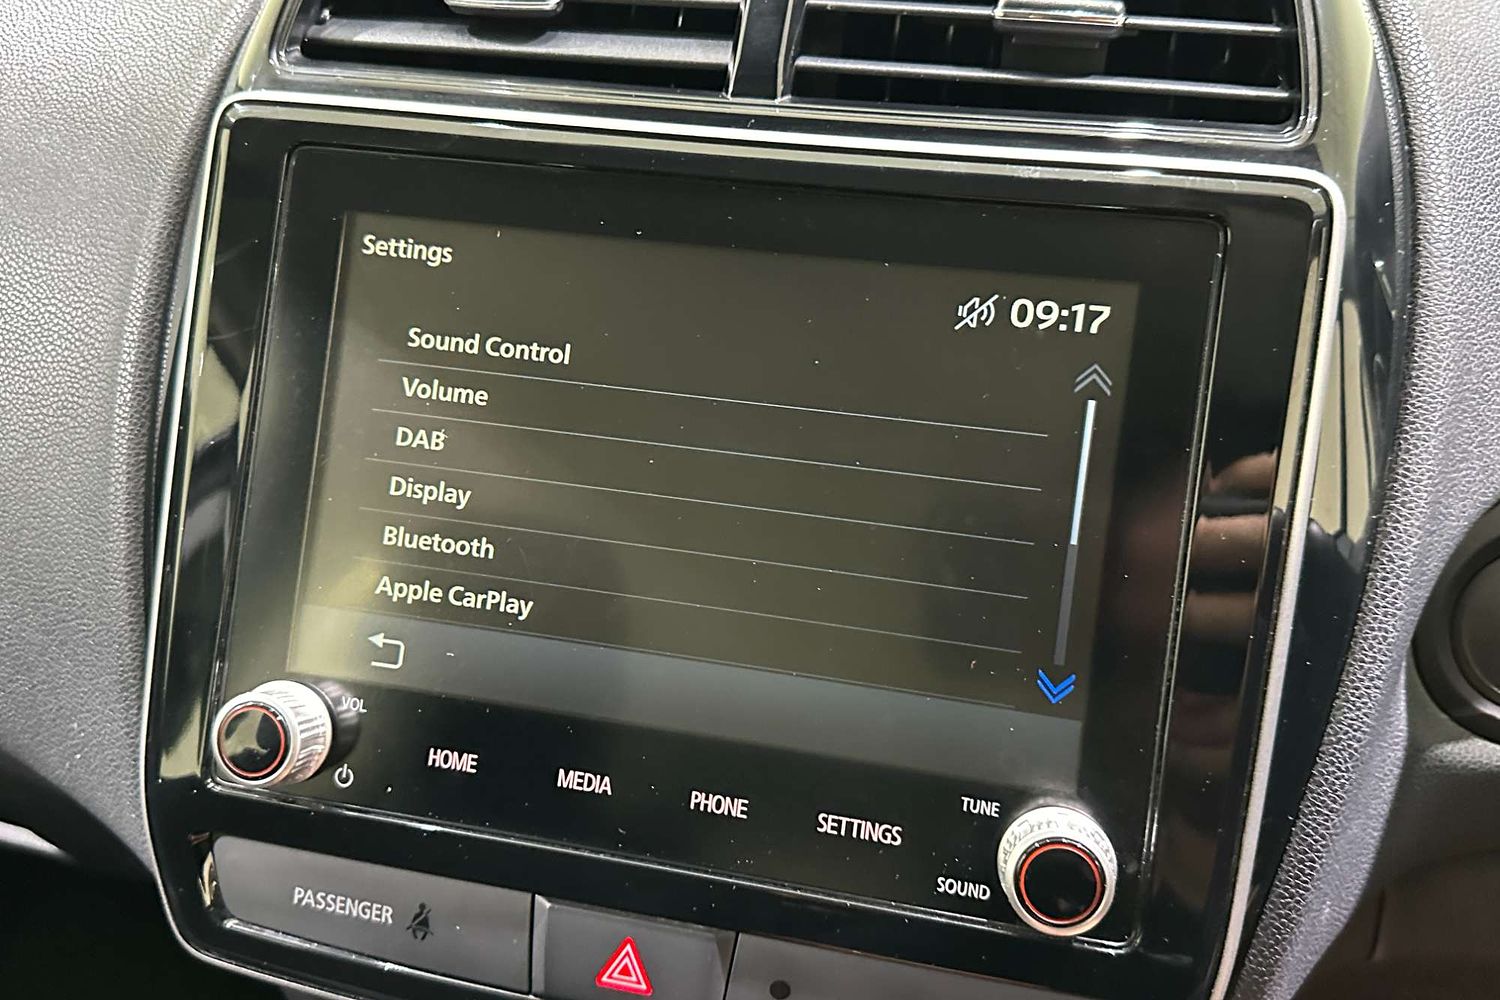 Settings
09:17
Sound Control
Volume
DAB
Display
Bluetooth
Apple CarPlay
VOL
HOME
MEDIA
PHONE
SETTINGS
TUNE
SOUND
PASSENGER